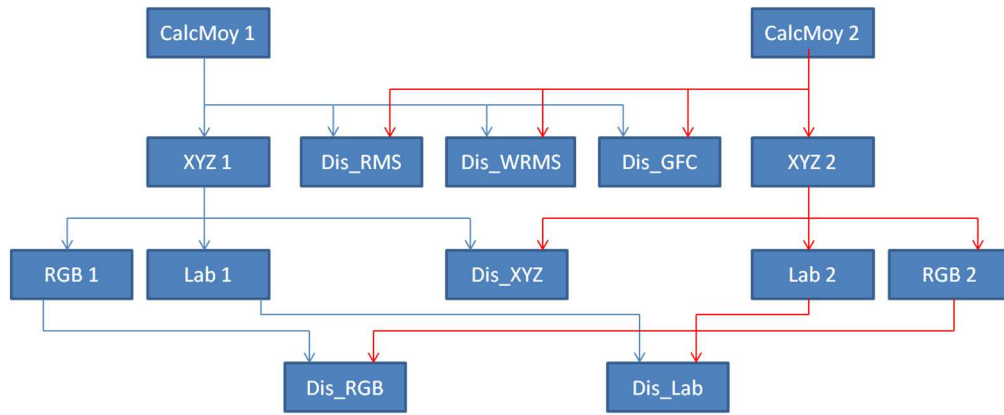 CalcMoy 1
CalcMoy 2
XYZ 1
Dis_RMS
Dis_WRMS
Dis_GFC
XYZ 2
RGB 1
Lab 1
Dis_XYZ
Lab 2
RGB 2
Dis_RGB
Dis_Lab